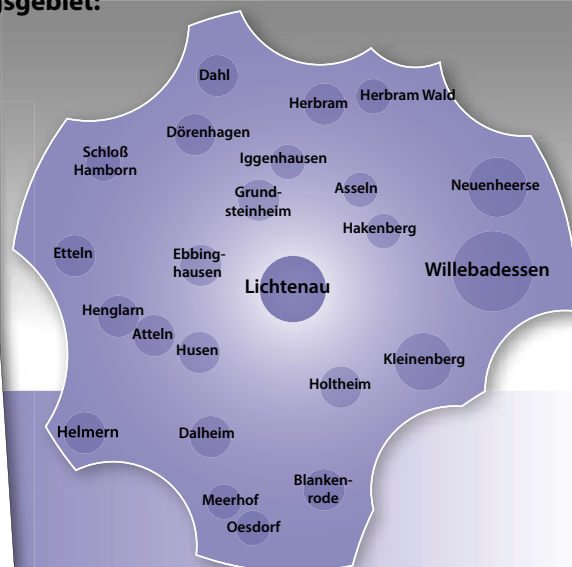 sgebiet:
Dahl
Herbram
Herbram Wald
Dörenhagen
Schloß
Hamborn
Iggenhausen
Grund-
steinheim
Asseln
Neuenheerse
Hakenberg
Etteln
Ebbing-
hausen
Lichtenau
Willebadessen
Henglarn
Atteln
Husen
Kleinenberg
Holtheim
Helmern
Dalheim
Blanken-
rode
Meerhof
Oesdorf